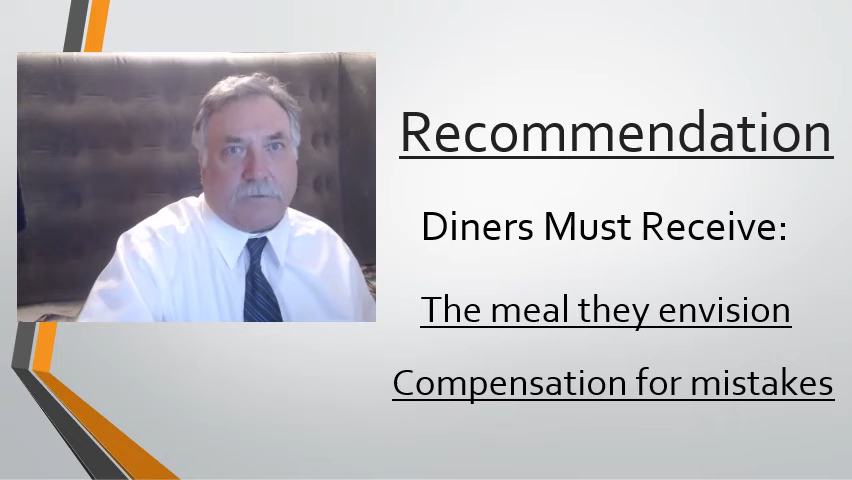 Recommendation
Diners Must Receive:
The meal they envision
Compensation for mistakes